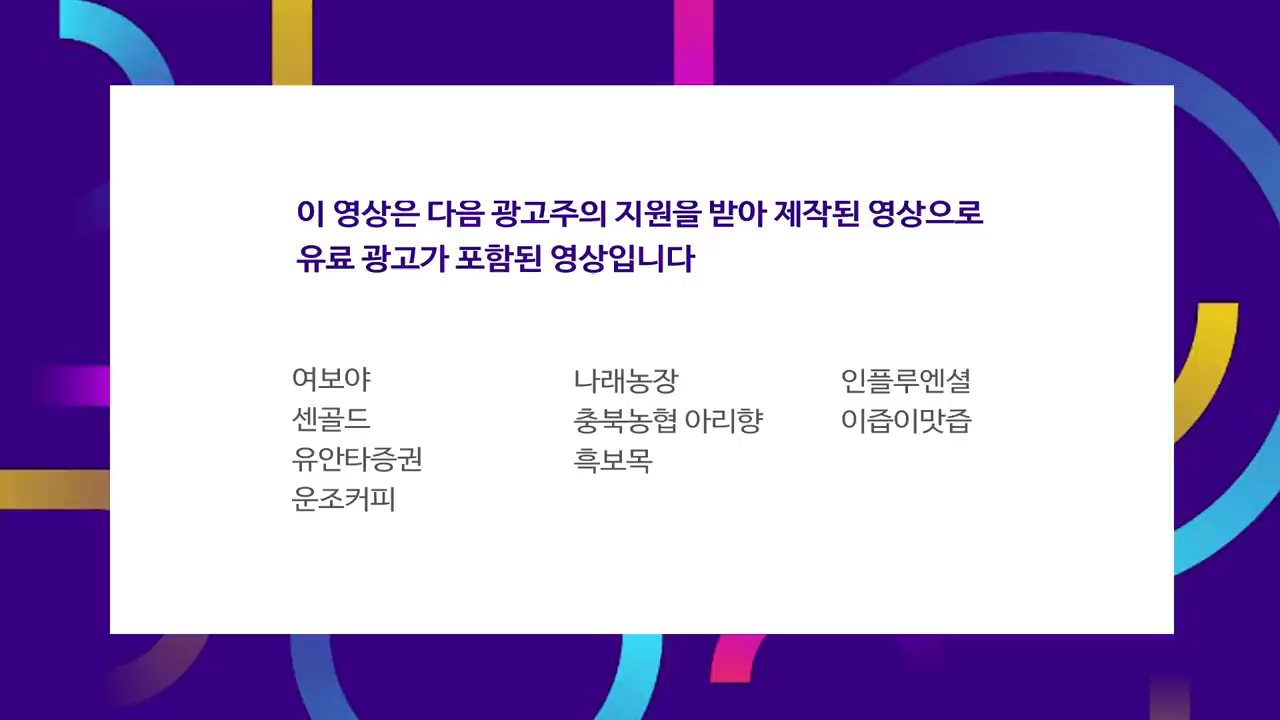 이 영상은 다음 광고주의 지원을 받아 제작된 영상으로
유료 광고가 포함된 영상입니다
여보야
센골드
유안타증권
운조커피
나래농장
충북농협 아리향
흑보목
인플루엔셜
이즙이맛즙